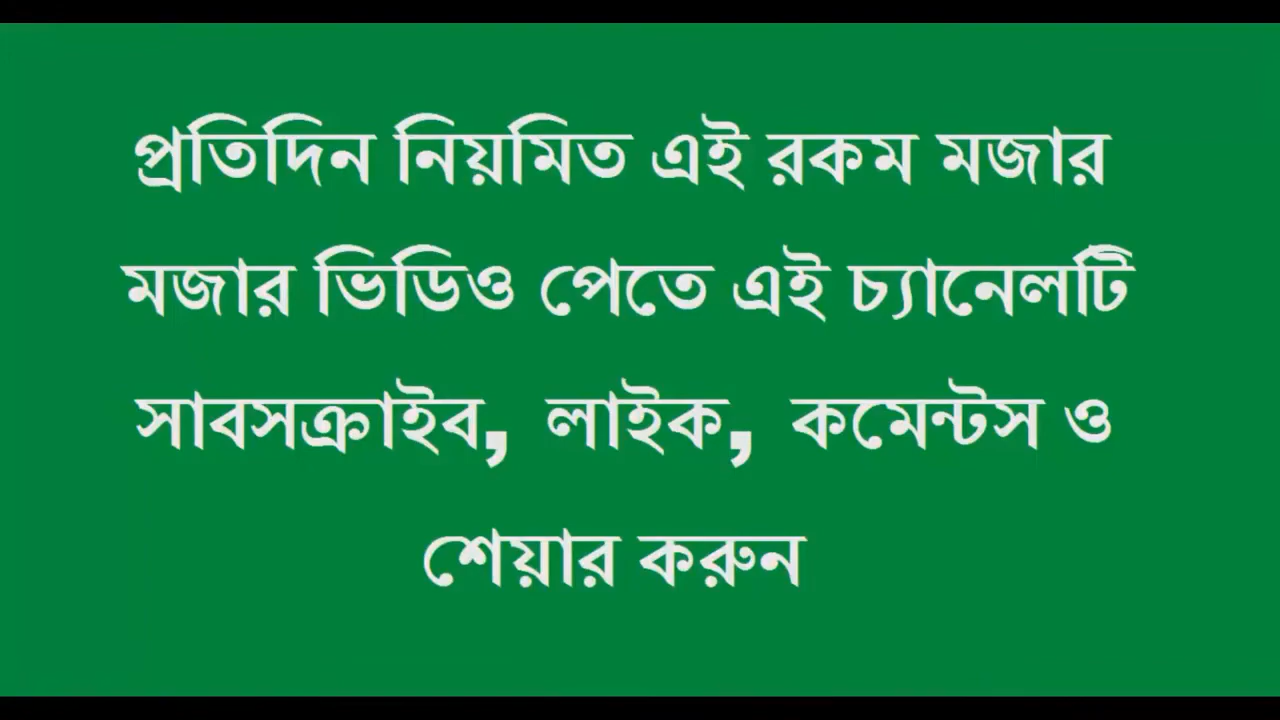 প্রতিদিন নিয়মিত এই রকম মজার
মজার ভিডিও পেতে এই চ্যানেলটি
সাবসক্রাইব, লাইক, কমেন্টস ও
শেয়ার করুন